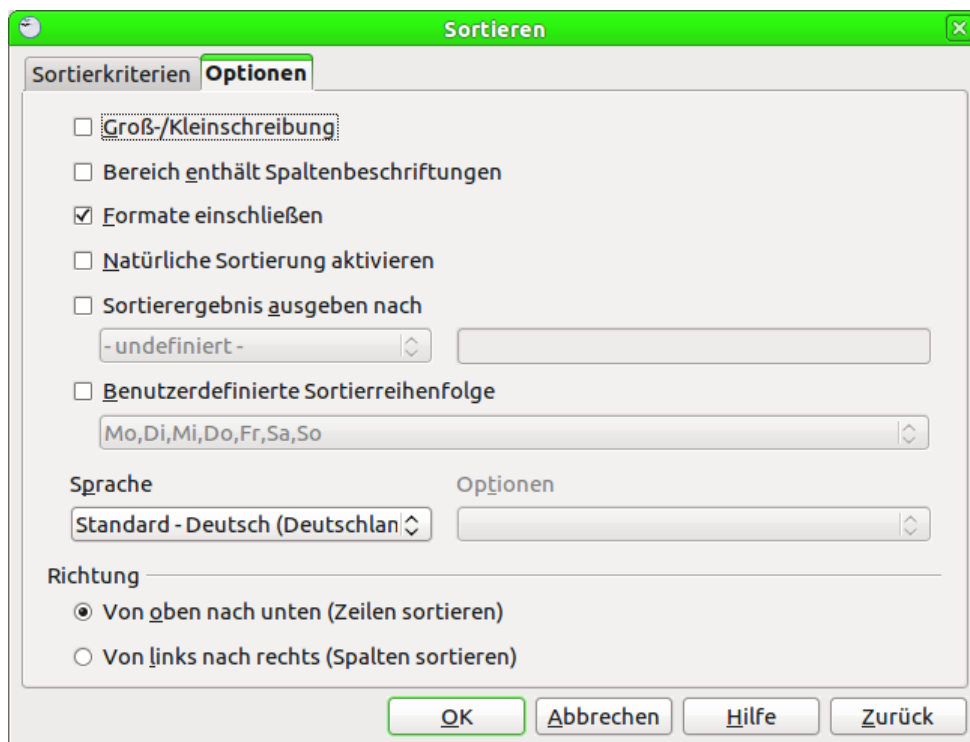 Sortieren
Sortierkriterien Optionen
Groß-/Kleinschreibung
Bereich enthält Spaltenbeschriftungen
Formate einschließen
Natürliche Sortierung aktivieren
Sortierergebnis ausgeben nach
- undefiniert -
Benutzerdefinierte Sortierreihenfolge
Mo,Di,Mi,Do,Fr,Sa,So
Sprache Optionen
Standard - Deutsch (Deutschlan
Richtung
Von oben nach unten (Zeilen sortieren)
Von links nach rechts (Spalten sortieren)
OK Abbrechen Hilfe Zurück